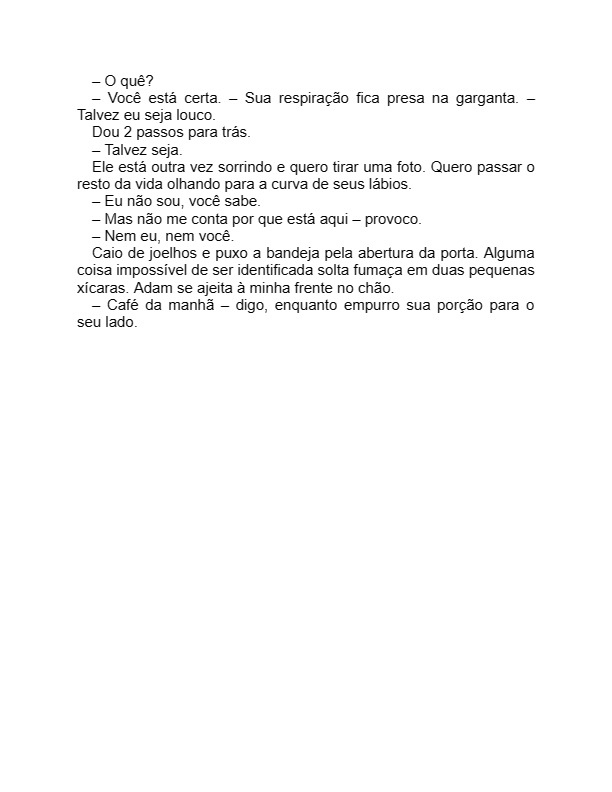 – O quê?
– Você está certa. – Sua respiração fica presa na garganta. –
Talvez eu seja louco.
Dou 2 passos para trás.
– Talvez seja.
Ele está outra vez sorrindo e quero tirar uma foto. Quero passar o
resto da vida olhando para a curva de seus lábios.
– Eu não sou, você sabe.
– Mas não me conta por que está aqui – provoco.
– Nem eu, nem você.
Caio de joelhos e puxo a bandeja pela abertura da porta. Alguma
coisa impossível de ser identificada solta fumaça em duas pequenas
xícaras. Adam se ajeita à minha frente no chão.
– Café da manhã – digo, enquanto empurro sua porção para o
seu lado.